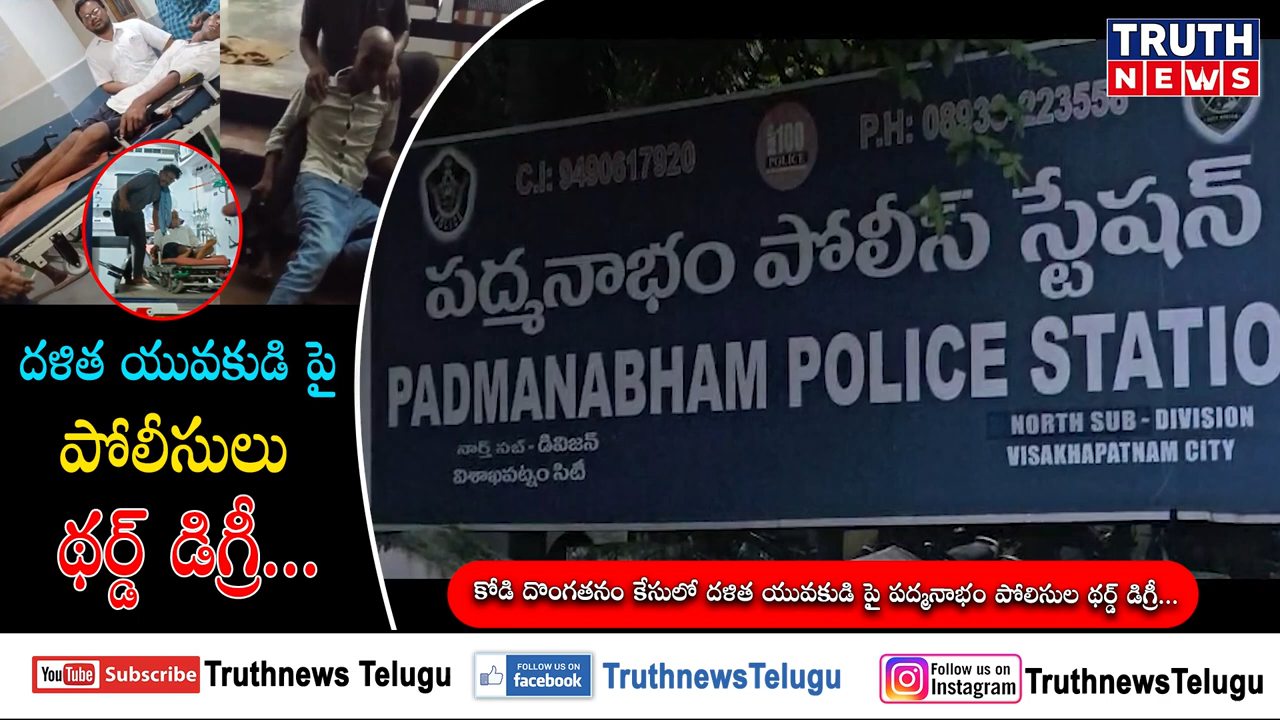 TRUTH
NEWS
C.I: 9490617920
100
POLICE
P.H: 08933-223556
పద్మనాభం పోలీస్ స్టేషన్
PADMANABHAM POLICE STATIO
NORTH SUB - DIVISION
VISAKHAPATNAM CITY
నార్త్ సబ్ - డివిజన్
విశాఖపట్నం సిటీ
దళిత యువకుడి పై
పోలీసులు
థర్డ్ డిగ్రీ...
కోడి దొంగతనం కేసులో దళిత యువకుడి పై పద్మనాభం పోలిసుల థర్డ్ డిగ్రీ...
YouTube Subscribe Truthnews Telugu
FOLLOW US ON
facebook
TruthnewsTelugu
Follow us on
Instagram
TruthnewsTelugu